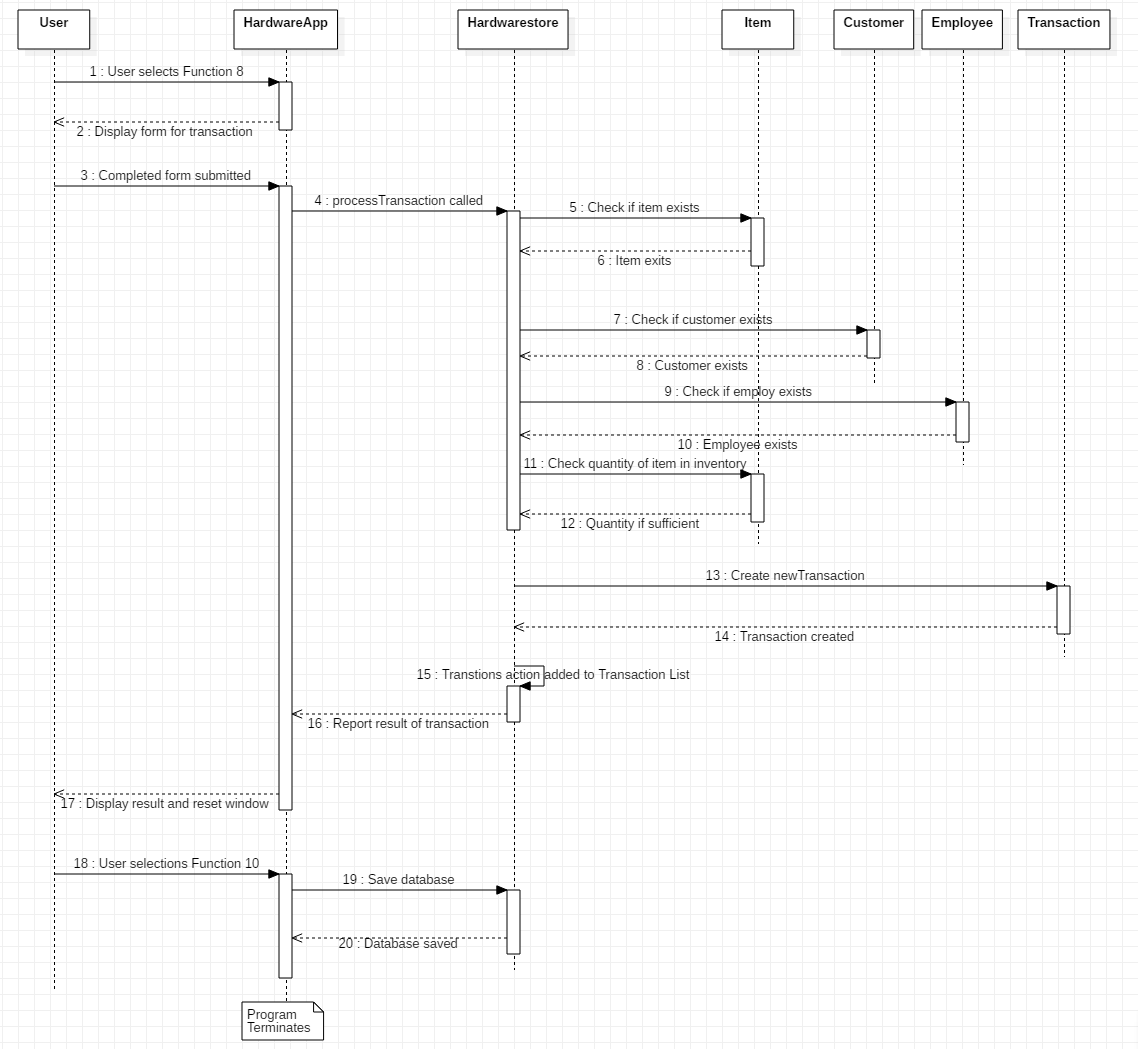 User
HardwareApp
Hardwarestore
Item
Customer
Employee
Transaction
1 : User selects Function 8
2 : Display form for transaction
3 : Completed form submitted
4 : processTransaction called
5 : Check if item exists
6 : Item exits
7 : Check if customer exists
8 : Customer exists
9 : Check if employ exists
10 : Employee exists
11 : Check quantity of item in inventory
12 : Quantity if sufficient
13 : Create newTransaction
14 : Transaction created
15 : Transtions action added to Transaction List
16 : Report result of transaction
17 : Display result and reset window
18 : User selections Function 10
19 : Save database
20 : Database saved
Program
Terminates